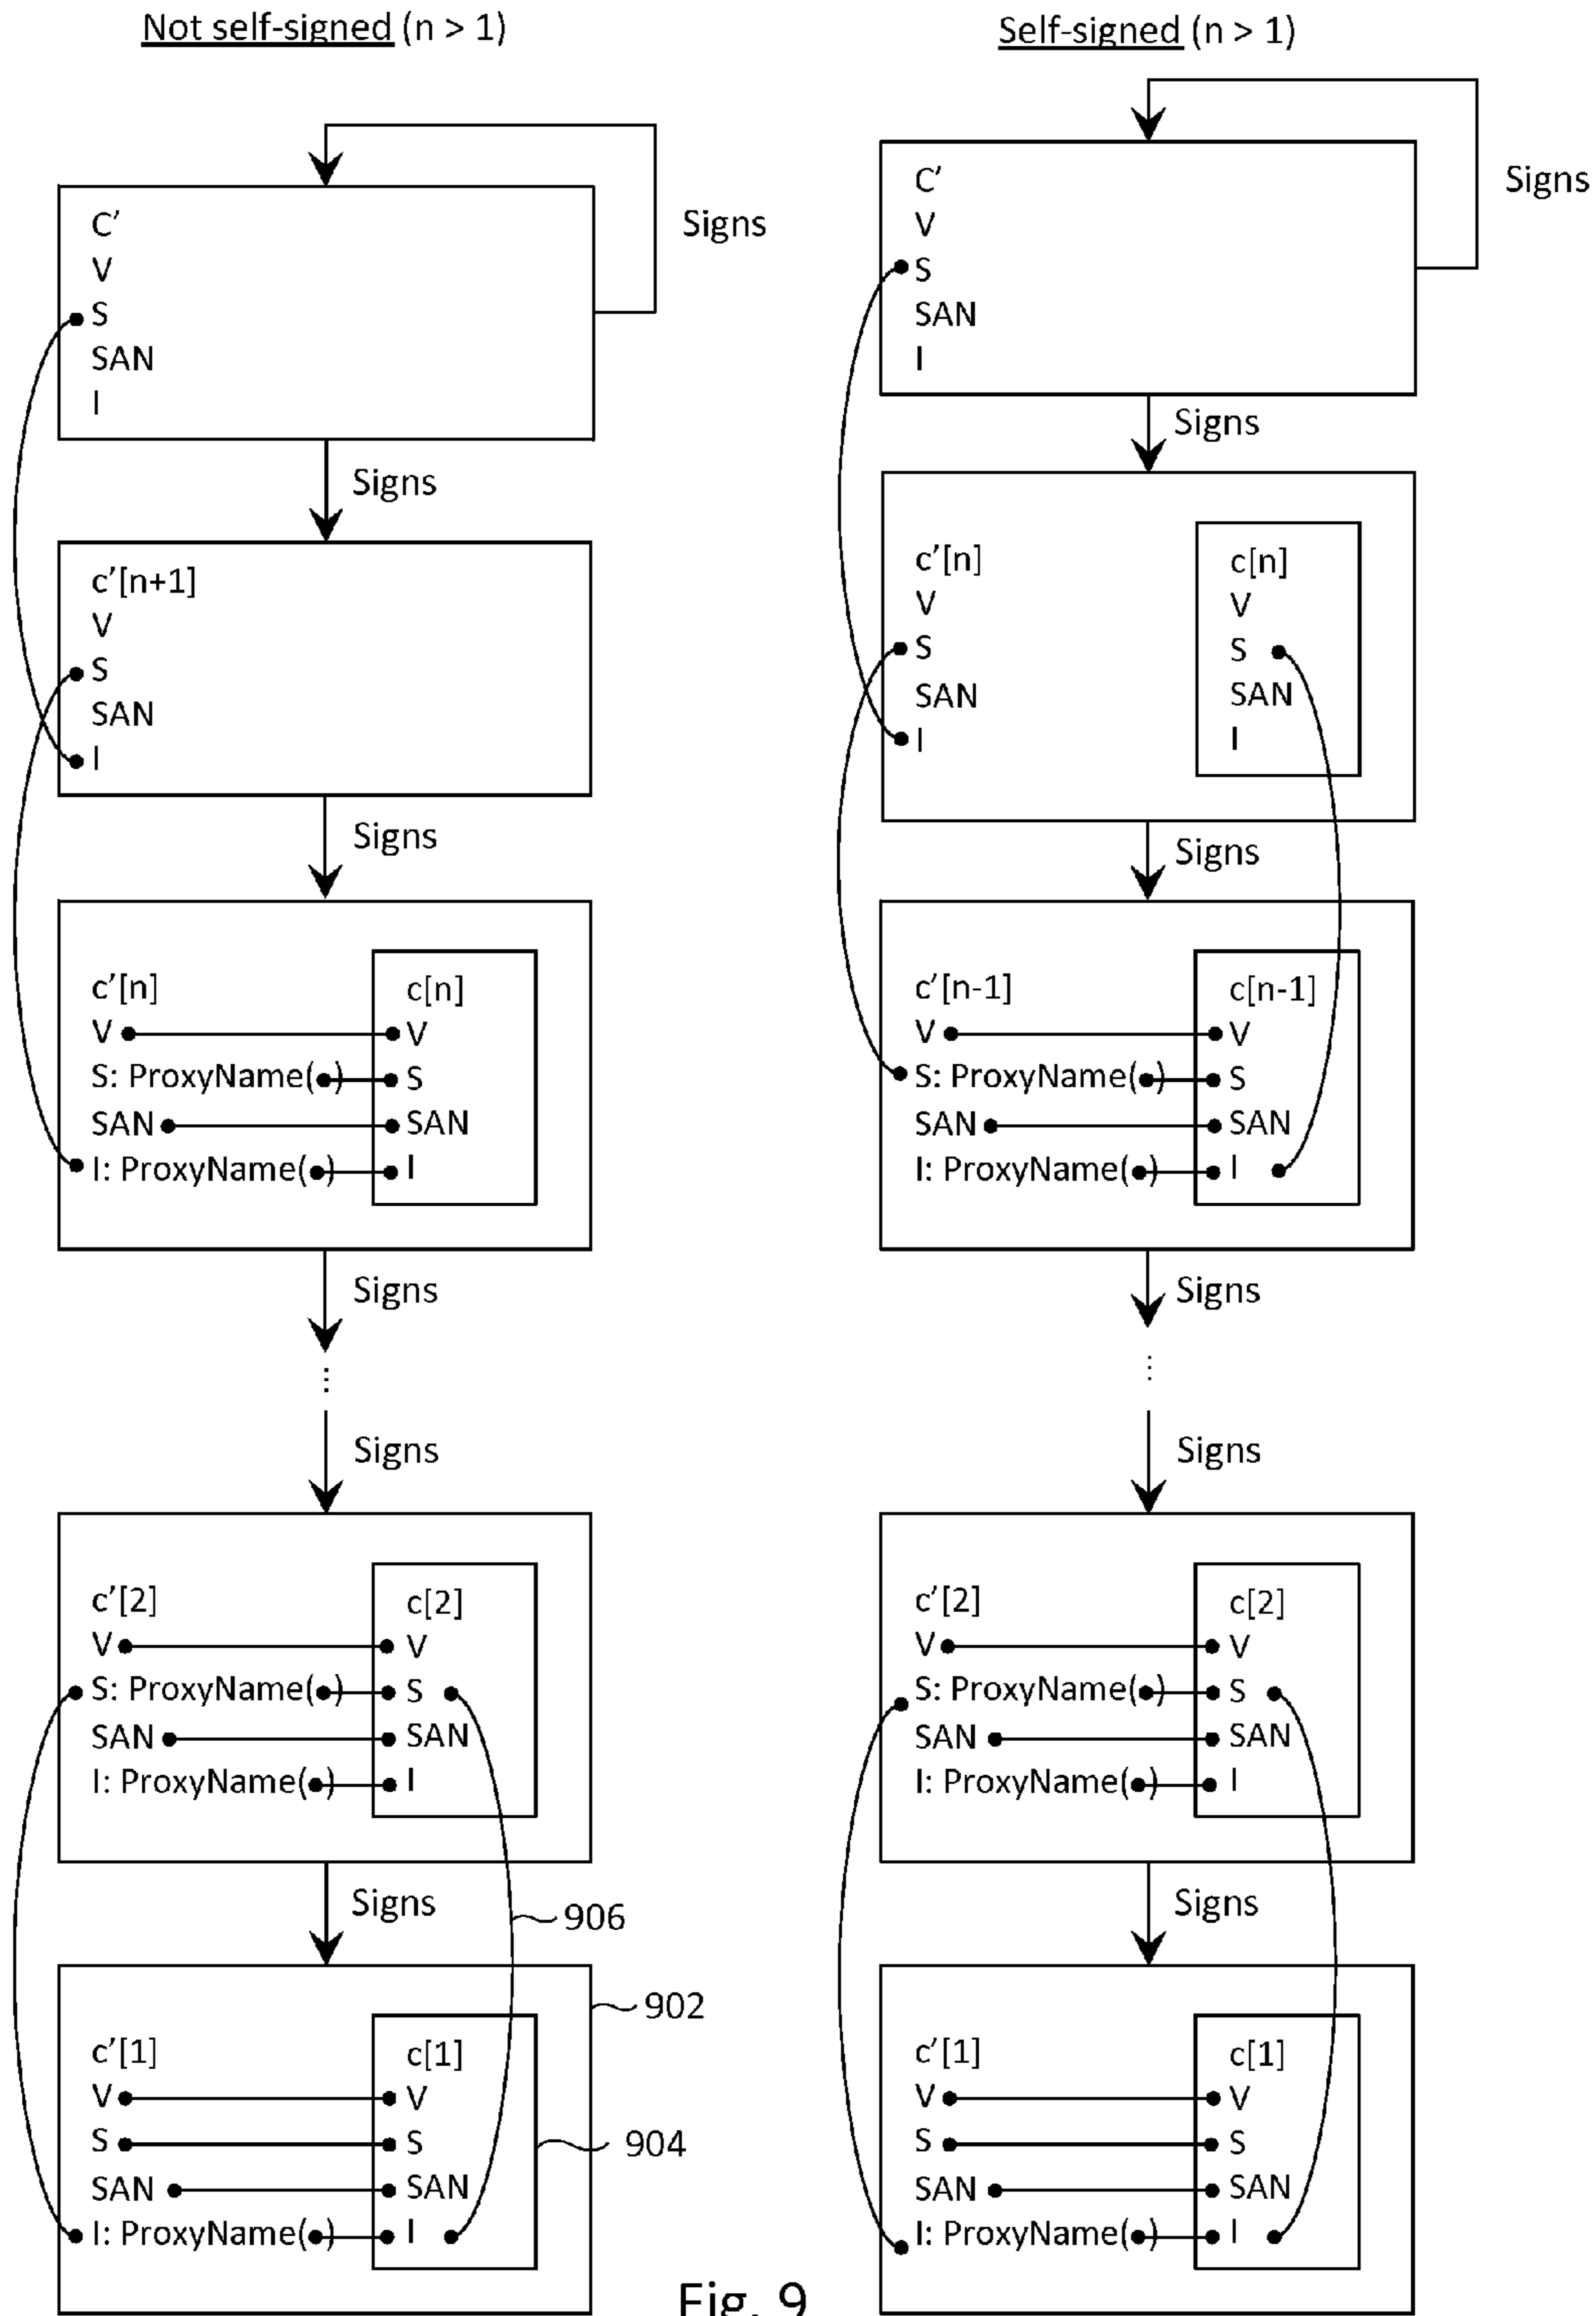 Not self-signed (n > 1)
C'
V
S
SAN
I
Signs
Signs
c'[n+1]
V
S
SAN
I
Signs
c'[n]
V
S: ProxyName( )
SAN
I: ProxyName( )
c[n]
V
S
SAN
I
Signs
...
Signs
c'[2]
V
S: ProxyName( )
SAN
I: ProxyName( )
c[2]
V
S
SAN
I
Signs
906
902
c'[1]
V
S
SAN
I: ProxyName( )
c[1]
V
S
SAN
I
904
Self-signed (n > 1)
C'
V
S
SAN
I
Signs
Signs
c'[n]
V
S
SAN
I
c[n]
V
S
SAN
I
Signs
c'[n-1]
V
S: ProxyName( )
SAN
I: ProxyName( )
c[n-1]
V
S
SAN
I
Signs
...
Signs
c'[2]
V
S: ProxyName( )
SAN
I: ProxyName( )
c[2]
V
S
SAN
I
Signs
c'[1]
V
S
SAN
I: ProxyName( )
c[1]
V
S
SAN
I
Fig. 9